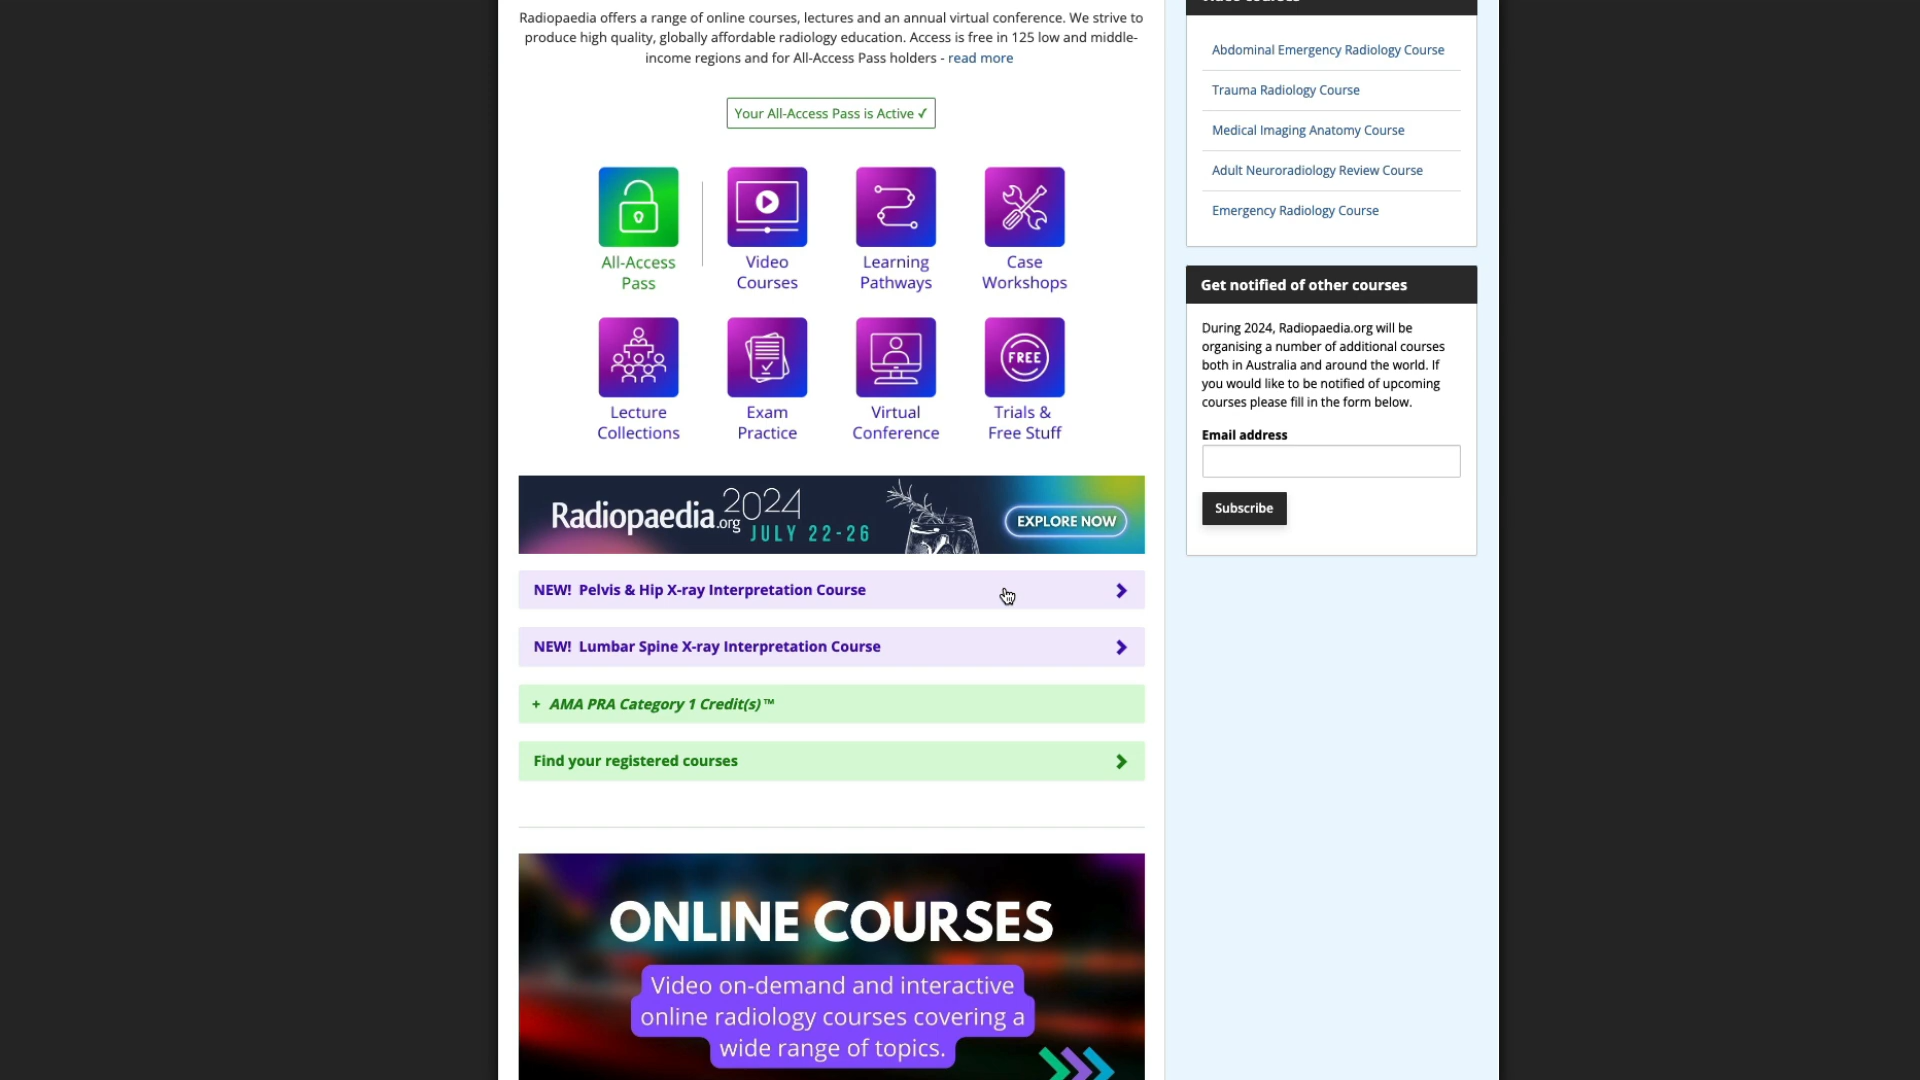 Radiopaedia offers a range of online courses, lectures and an annual virtual conference. We strive to
produce high quality, globally affordable radiology education. Access is free in 125 low and middle-
income regions and for All-Access Pass holders - read more
Your All-Access Pass is Active ✓
All-Access
Pass
Video
Courses
Learning
Pathways
Case
Workshops
FREE
Lecture
Collections
Exam
Practice
Virtual
Conference
Trials &
Free Stuff
Radiopaedia.org 2024
JULY 22-26
EXPLORE NOW
NEW! Pelvis & Hip X-ray Interpretation Course
NEW! Lumbar Spine X-ray Interpretation Course
+ AMA PRA Category 1 Credit(s)™
Find your registered courses
ONLINE COURSES
Video on-demand and interactive
online radiology courses covering a
wide range of topics.
Abdominal Emergency Radiology Course
Trauma Radiology Course
Medical Imaging Anatomy Course
Adult Neuroradiology Review Course
Emergency Radiology Course
Get notified of other courses
During 2024, Radiopaedia.org will be
organising a number of additional courses
both in Australia and around the world. If
you would like to be notified of upcoming
courses please fill in the form below.
Email address
Subscribe